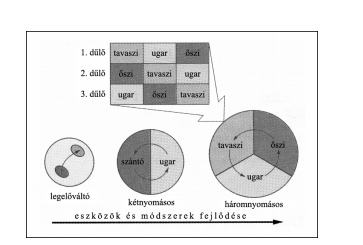 1. dűlő tavaszi ugar őszi
2. dűlő őszi tavaszi ugar
3. dűlő ugar őszi tavaszi
tavaszi őszi
ugar
szántó ugar
legelőváltó
kétnyomásos
háromnyomásos
eszközök és módszerek fejlődése